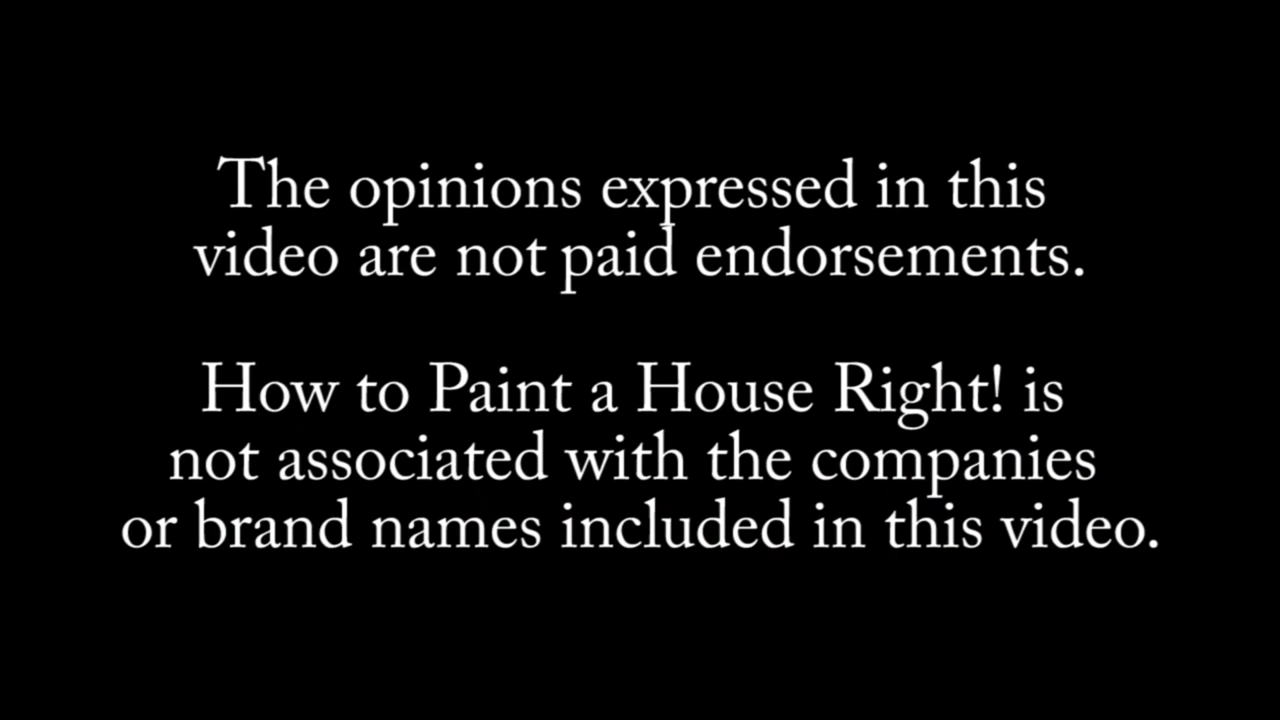 The opinions expressed in this
video are not paid endorsements.
How to Paint a House Right! is
not associated with the companies
or brand names included in this video.